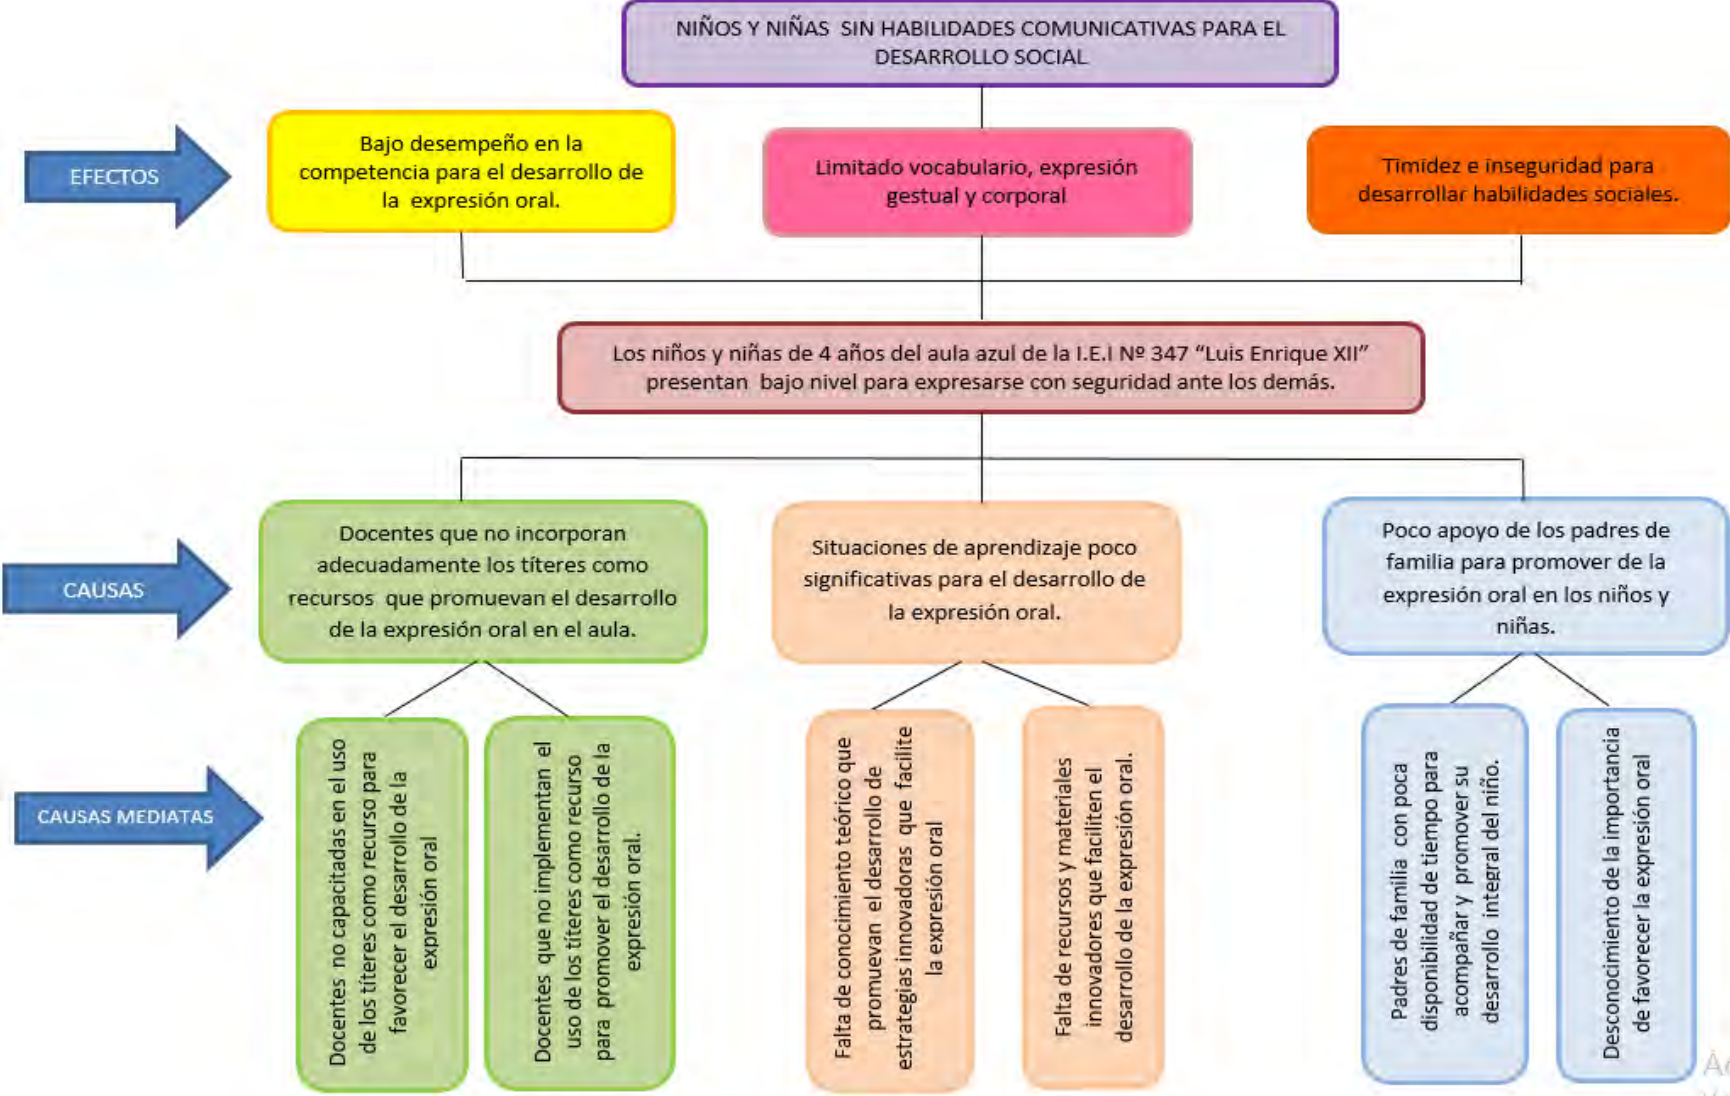 NIÑOS Y NIÑAS SIN HABILIDADES COMUNICATIVAS PARA EL
DESARROLLO SOCIAL
EFECTOS
Bajo desempeño en la
competencia para el desarrollo de
la expresión oral.
Limitado vocabulario, expresión
gestual y corporal
Timidez e inseguridad para
desarrollar habilidades sociales.
Los niños y niñas de 4 años del aula azul de la I.E.I Nº 347 “Luis Enrique XII”
presentan bajo nivel para expresarse con seguridad ante los demás.
CAUSAS
Docentes que no incorporan
adecuadamente los títeres como
recursos que promuevan el desarrollo
de la expresión oral en el aula.
Situaciones de aprendizaje poco
significativas para el desarrollo de
la expresión oral.
Poco apoyo de los padres de
familia para promover de la
expresión oral en los niños y
niñas.
CAUSAS MEDIATAS
Docentes no capacitadas en el uso
de los títeres como recurso para
favorecer el desarrollo de la
expresión oral
Docentes que no implementan el
uso de los títeres como recurso
para promover el desarrollo de la
expresión oral.
Falta de conocimiento teórico que
promuevan el desarrollo de
estrategias innovadoras que facilite
la expresión oral
Falta de recursos y materiales
innovadores que faciliten el
desarrollo de la expresión oral.
Padres de familia con poca
disponibilidad de tiempo para
acompañar y promover su
desarrollo integral del niño.
Desconocimiento de la importancia
de favorecer la expresión oral